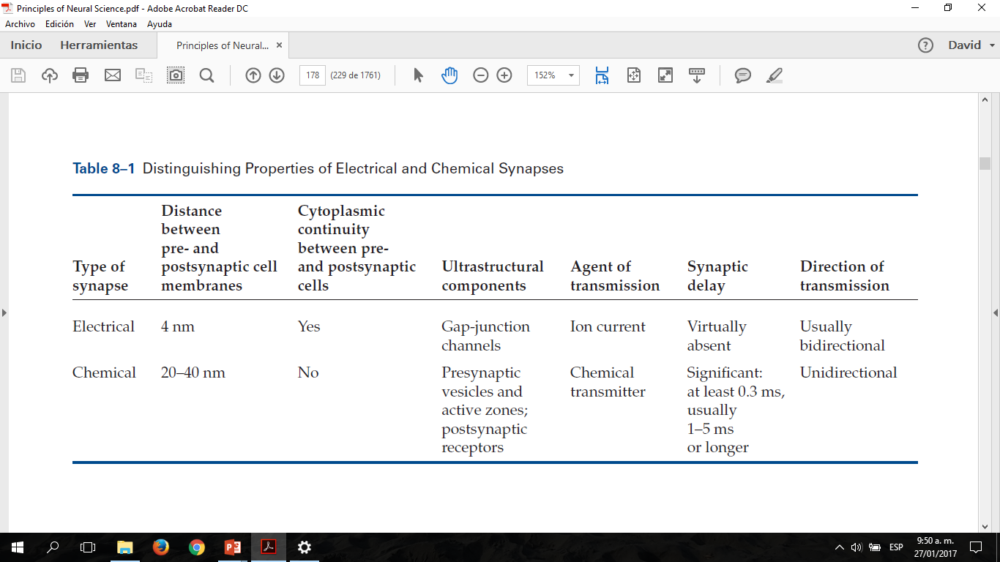 Principles of Neural Science.pdf - Adobe Acrobat Reader DC
Archivo Edición Ver Ventana Ayuda
Inicio Herramientas Principles of Neural... × David
178 (229 de 1761) 152%
Table 8–1 Distinguishing Properties of Electrical and Chemical Synapses
Type of
synapse
Distance
between
pre- and
postsynaptic cell
membranes
Cytoplasmic
continuity
between pre-
and postsynaptic
cells
Ultrastructural
components
Agent of
transmission
Synaptic
delay
Direction of
transmission
Electrical
4 nm
Yes
Gap-junction
channels
Ion current
Virtually
absent
Usually
bidirectional
Chemical
20–40 nm
No
Presynaptic
vesicles and
active zones;
postsynaptic
receptors
Chemical
transmitter
Significant:
at least 0.3 ms,
usually
1–5 ms
or longer
Unidirectional
ESP
9:50 a. m.
27/01/2017